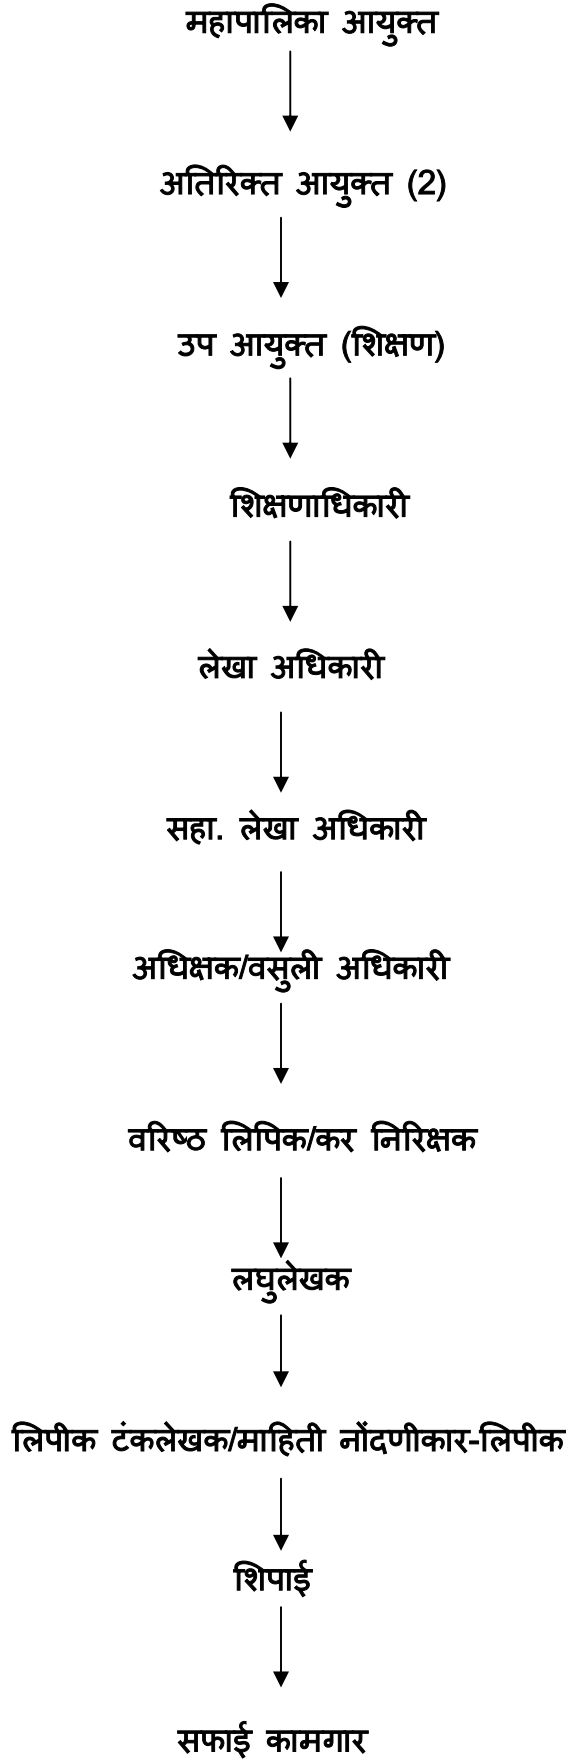 महापालिका आयुक्त
अतिरिक्त आयुक्त (2)
उप आयुक्त (शिक्षण)
शिक्षणाधिकारी
लेखा अधिकारी
सहा. लेखा अधिकारी
अधिक्षक/वसुली अधिकारी
वरिष्ठ लिपिक/कर निरिक्षक
लघुलेखक
लिपीक टंकलेखक/माहिती नोंदणीकार-लिपीक
शिपाई
सफाई कामगार